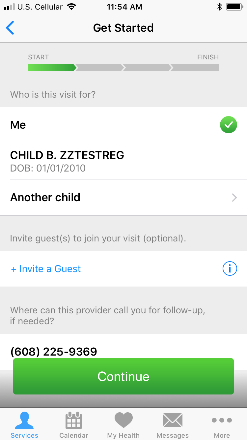 U.S. Cellular
11:54 AM
Get Started
START
FINISH
Who is this visit for?
Me
CHILD B. ZZTESTREG
DOB: 01/01/2010
Another child
Invite guest(s) to join your visit (optional).
+ Invite a Guest
Where can this provider call you for follow-up,
if needed?
(608) 225-9369
Continue
Services
Calendar
My Health
Messages
More